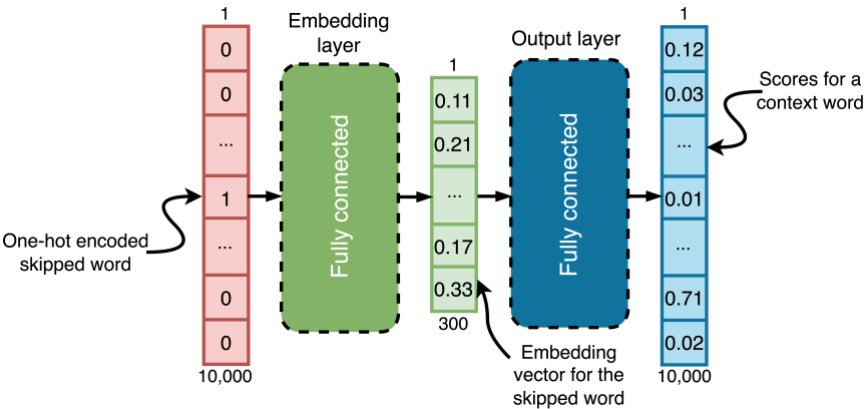 1
0
0
...
1
...
0
0
10,000
One-hot encoded
skipped word
Embedding
layer
Fully connected
1
0.11
0.21
...
0.17
0.33
300
Embedding
vector for the
skipped word
Output layer
Fully connected
1
0.12
0.03
...
0.01
...
0.71
0.02
10,000
Scores for a
context word